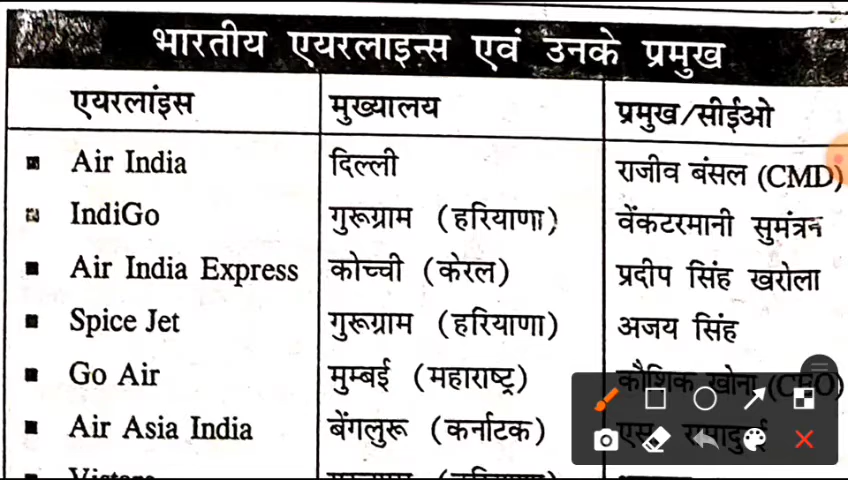 भारतीय एयरलाइन्स एवं उनके प्रमुख
एयरलांइस मुख्यालय प्रमुख/सीईओ
Air India दिल्ली राजीव बंसल (CMD)
IndiGo गुरूग्राम (हरियाणा) वेंकटरमानी सुमंत्रन
Air India Express कोच्ची (केरल) प्रदीप सिंह खरोला
Spice Jet गुरूग्राम (हरियाणा) अजय सिंह
Go Air मुम्बई (महाराष्ट्र) कौशिक खोना
Air Asia India बेंगलुरू (कर्नाटक) एस